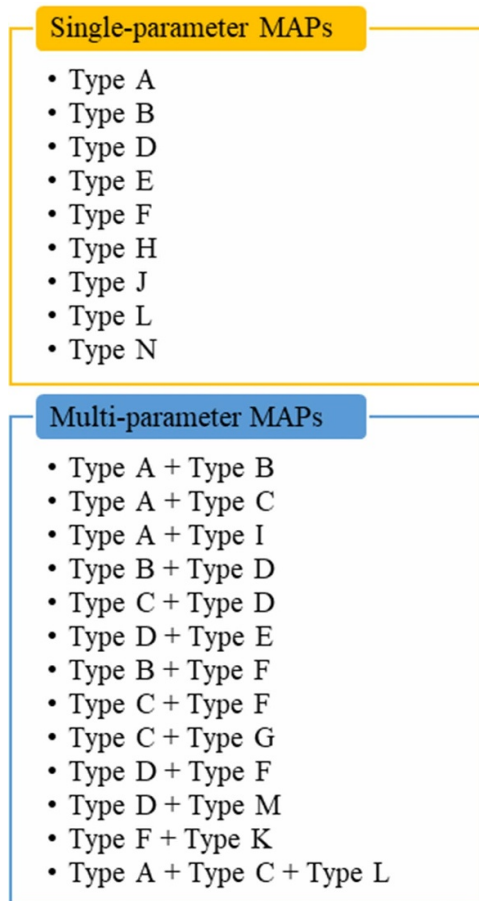 Single-parameter MAPs
• Type A
• Type B
• Type D
• Type E
• Type F
• Type H
• Type J
• Type L
• Type N
Multi-parameter MAPs
• Type A + Type B
• Type A + Type C
• Type A + Type I
• Type B + Type D
• Type C + Type D
• Type D + Type E
• Type B + Type F
• Type C + Type F
• Type C + Type G
• Type D + Type F
• Type D + Type M
• Type F + Type K
• Type A + Type C + Type L